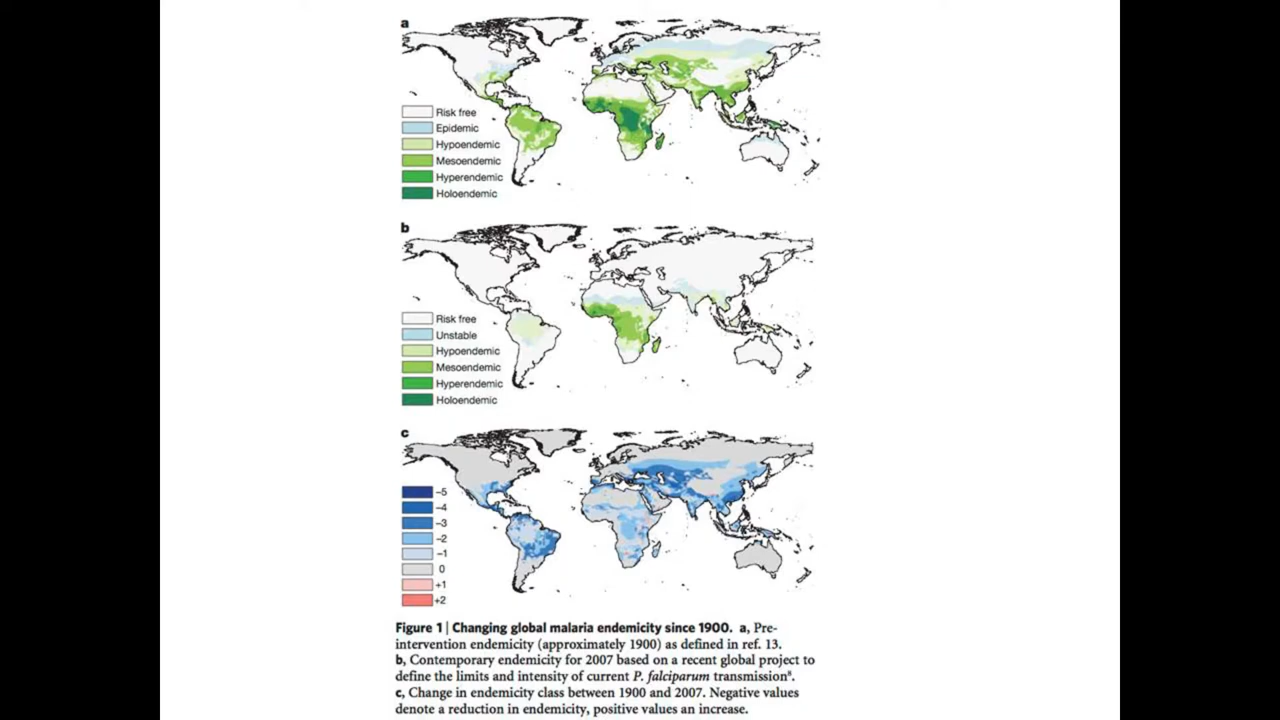 a
Risk free
Epidemic
Hypoendemic
Mesoendemic
Hyperendemic
Holoendemic
b
Risk free
Unstable
Hypoendemic
Mesoendemic
Hyperendemic
Holoendemic
c
–5
–4
–3
–2
–1
0
+1
+2
Figure 1 | Changing global malaria endemicity since 1900. a, Pre-
intervention endemicity (approximately 1900) as defined in ref. 13.
b, Contemporary endemicity for 2007 based on a recent global project to
define the limits and intensity of current P. falciparum transmission⁸.
c, Change in endemicity class between 1900 and 2007. Negative values
denote a reduction in endemicity, positive values an increase.